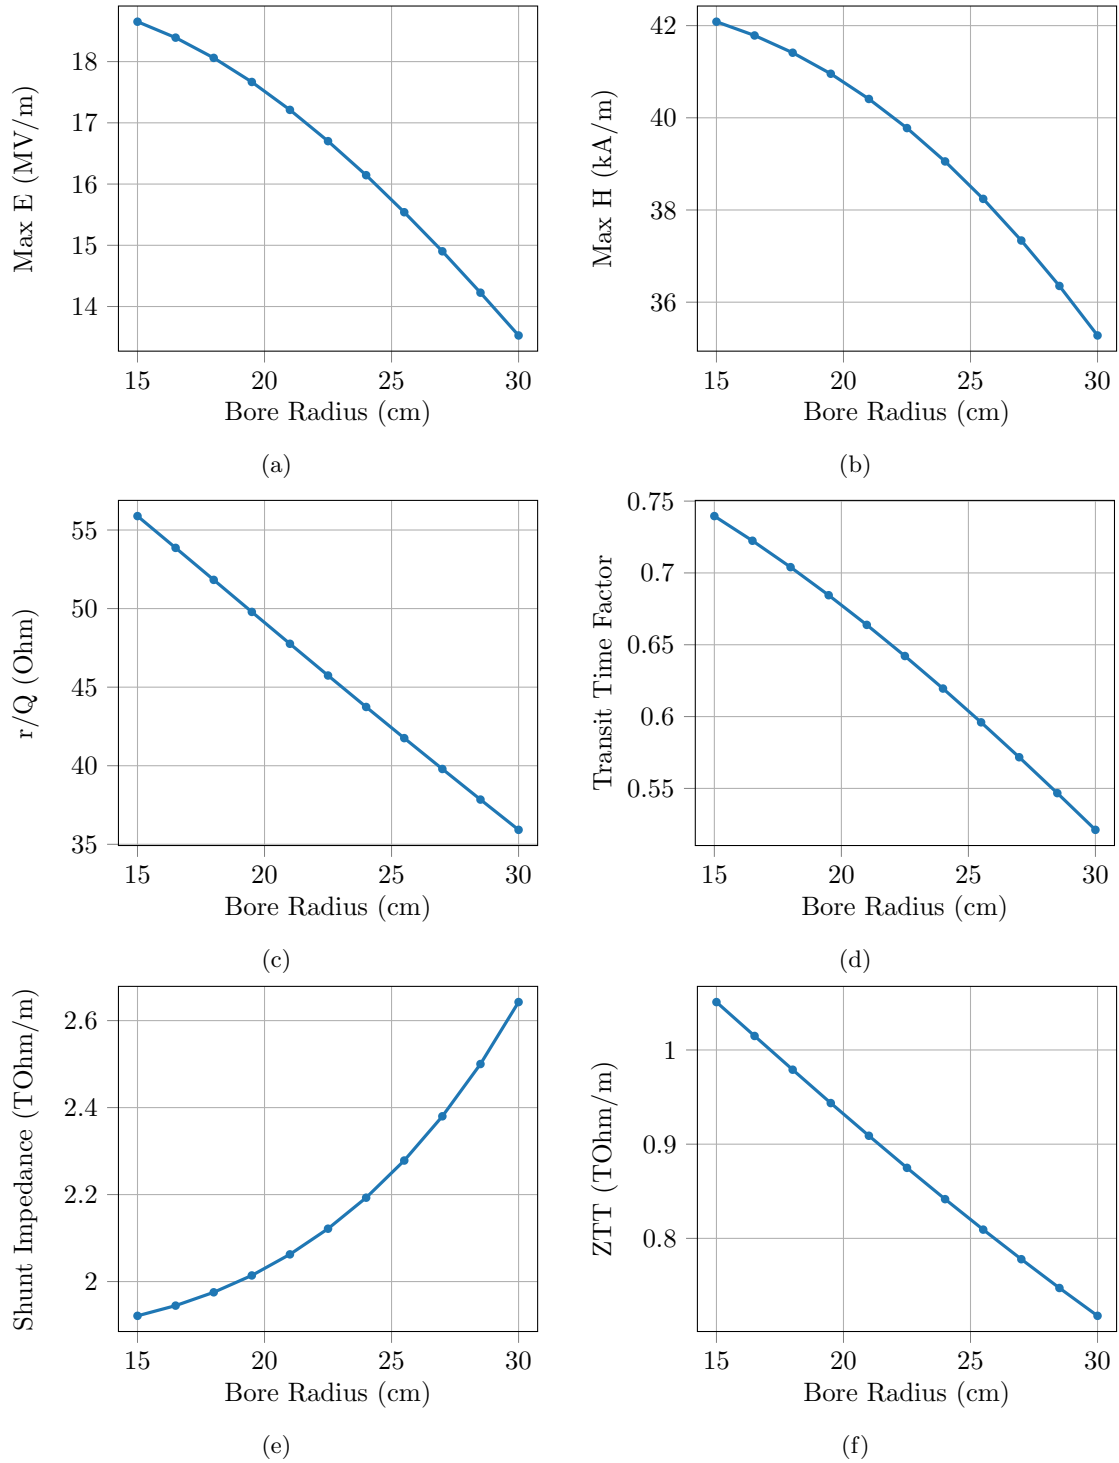 18
17
16
15
14
Max E (MV/m)
15 20 25 30
Bore Radius (cm)
(a)
42
40
38
36
Max H (kA/m)
15 20 25 30
Bore Radius (cm)
(b)
55
50
45
40
35
r/Q (Ohm)
15 20 25 30
Bore Radius (cm)
(c)
0.75
0.7
0.65
0.6
0.55
Transit Time Factor
15 20 25 30
Bore Radius (cm)
(d)
2.6
2.4
2.2
2
Shunt Impedance (TOhm/m)
15 20 25 30
Bore Radius (cm)
(e)
1
0.9
0.8
ZTT (TOhm/m)
15 20 25 30
Bore Radius (cm)
(f)